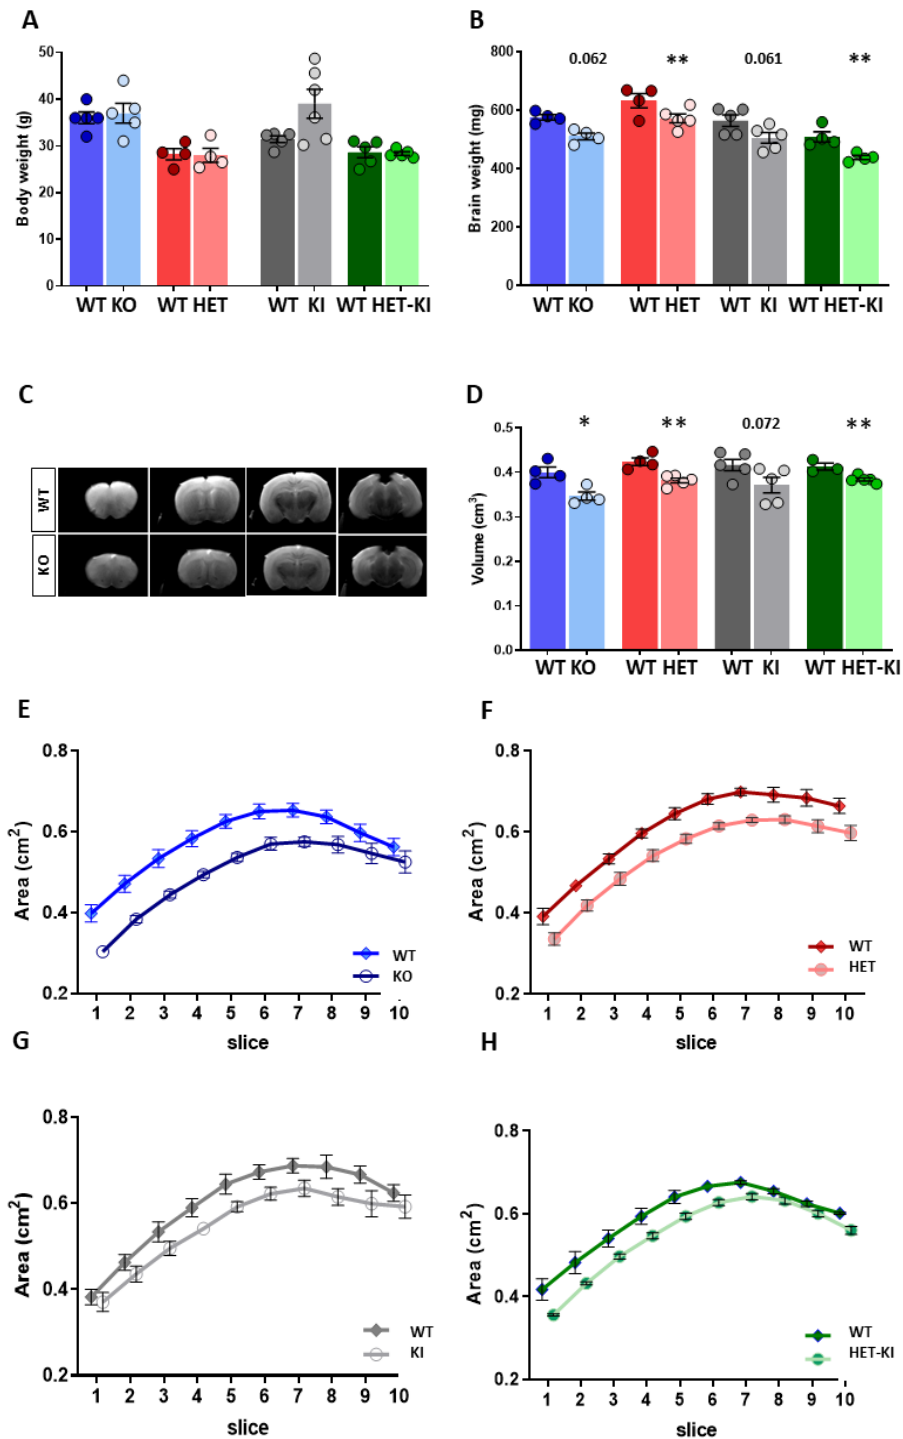 A
Body weight (g)
50
40
30
20
10
0
WT KO WT HET WT KI WT HET-KI
B
Brain weight (mg)
800
600
400
200
0
0.062 ** 0.061 **
WT KO WT HET WT KI WT HET-KI
C
WT
KO
D
Volume (cm³)
0.5
0.4
0.3
0.2
0.1
0.0
* ** 0.072 **
WT KO WT HET WT KI WT HET-KI
E
Area (cm²)
0.8
0.6
0.4
0.2
WT
KO
1 2 3 4 5 6 7 8 9 10
slice
F
Area (cm²)
0.8
0.6
0.4
0.2
WT
HET
1 2 3 4 5 6 7 8 9 10
slice
G
Area (cm²)
0.8
0.6
0.4
0.2
WT
KI
1 2 3 4 5 6 7 8 9 10
slice
H
Area (cm²)
0.8
0.6
0.4
0.2
WT
HET-KI
1 2 3 4 5 6 7 8 9 10
slice